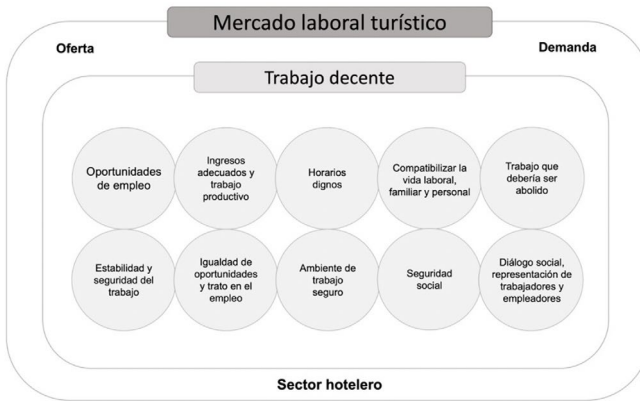 Mercado laboral turístico
Oferta
Demanda
Trabajo decente
Oportunidades
de empleo
Ingresos
adecuados y
trabajo
productivo
Horarios
dignos
Compatibilizar la
vida laboral,
familiar y personal
Trabajo que
debería ser
abolido
Estabilidad y
seguridad del
trabajo
Igualdad de
oportunidades
y trato en el
empleo
Ambiente de
trabajo
seguro
Seguridad
social
Diálogo social,
representación de
trabajadores y
empleadores
Sector hotelero